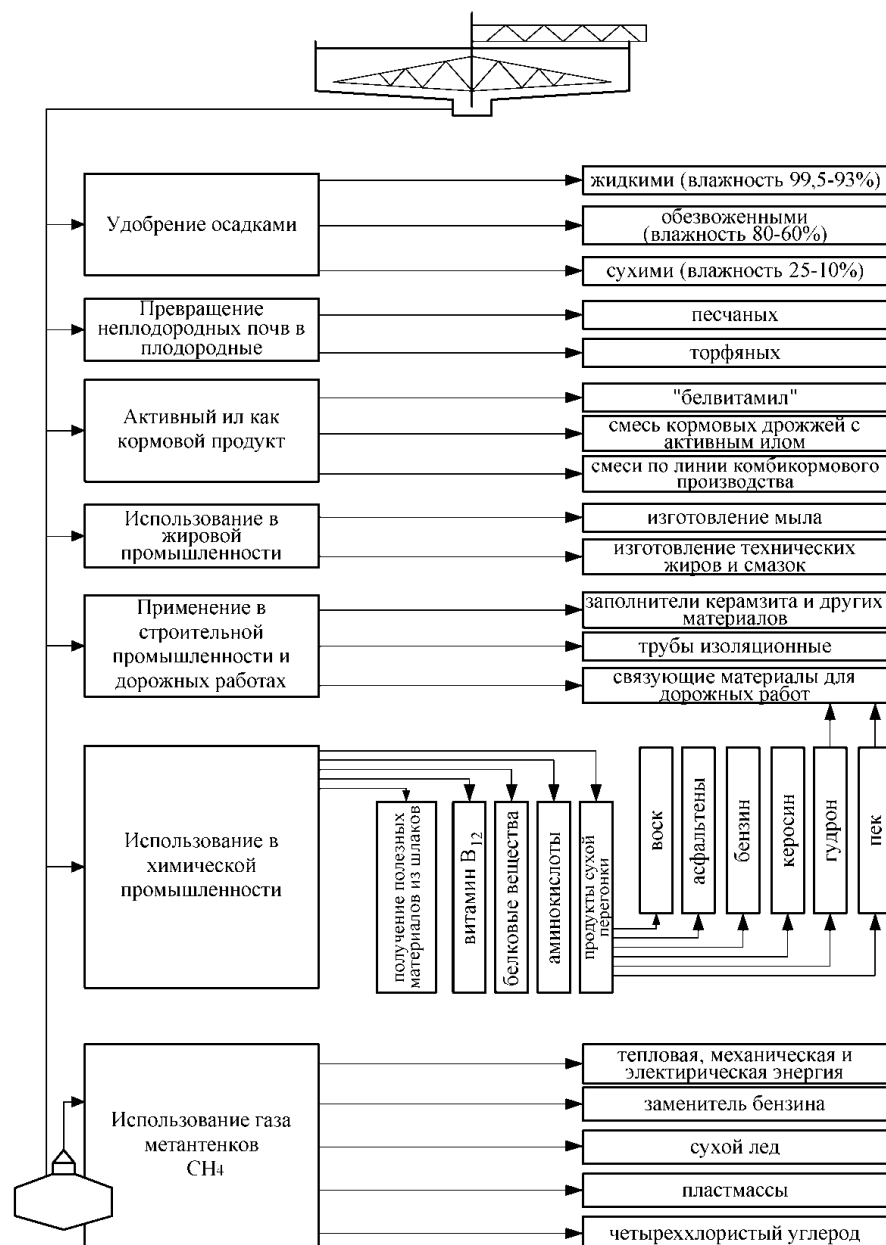 Удобрение осадками
жидкими (влажность 99,5-93%)
обезвоженными
(влажность 80-60%)
сухими (влажность 25-10%)
Превращение
неплодородных почв в
плодородные
песчаных
торфяных
Активный ил как
кормовой продукт
"белвитамил"
смесь кормовых дрожжей с
активным илом
смеси по линии комбикормового
производства
Использование в
жировой
промышленности
изготовление мыла
изготовление технических
жиров и смазок
Применение в
строительной
промышленности и
дорожных работах
заполнители керамзита и других
материалов
трубы изоляционные
связующие материалы для
дорожных работ
Использование в
химической
промышленности
получение полезных
материалов из шлаков
витамин B12
белковые вещества
аминокислоты
продукты сухой
перегонки
воск
асфальтены
бензин
керосин
гудрон
пек
Использование газа
метантенков
CH4
тепловая, механическая и
электирическая энергия
заменитель бензина
сухой лед
пластмассы
четыреххлористый углерод